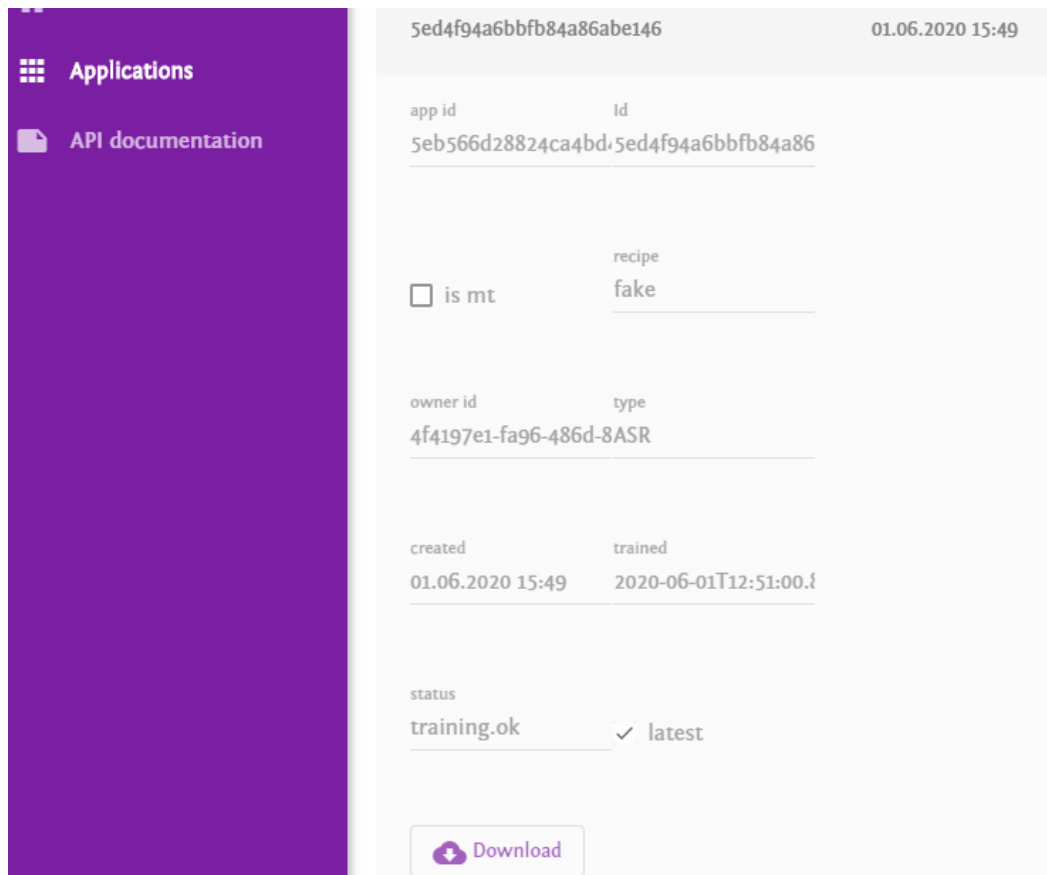 5ed4f94a6bbfb84a86abe146 01.06.2020 15:49
Applications
API documentation
app id Id
5eb566d28824ca4bd 5ed4f94a6bbfb84a86
recipe
is mt fake
owner id type
4f4197e1-fa96-486d-8 ASR
created trained
01.06.2020 15:49 2020-06-01T12:51:00.8
status
training.ok latest
Download